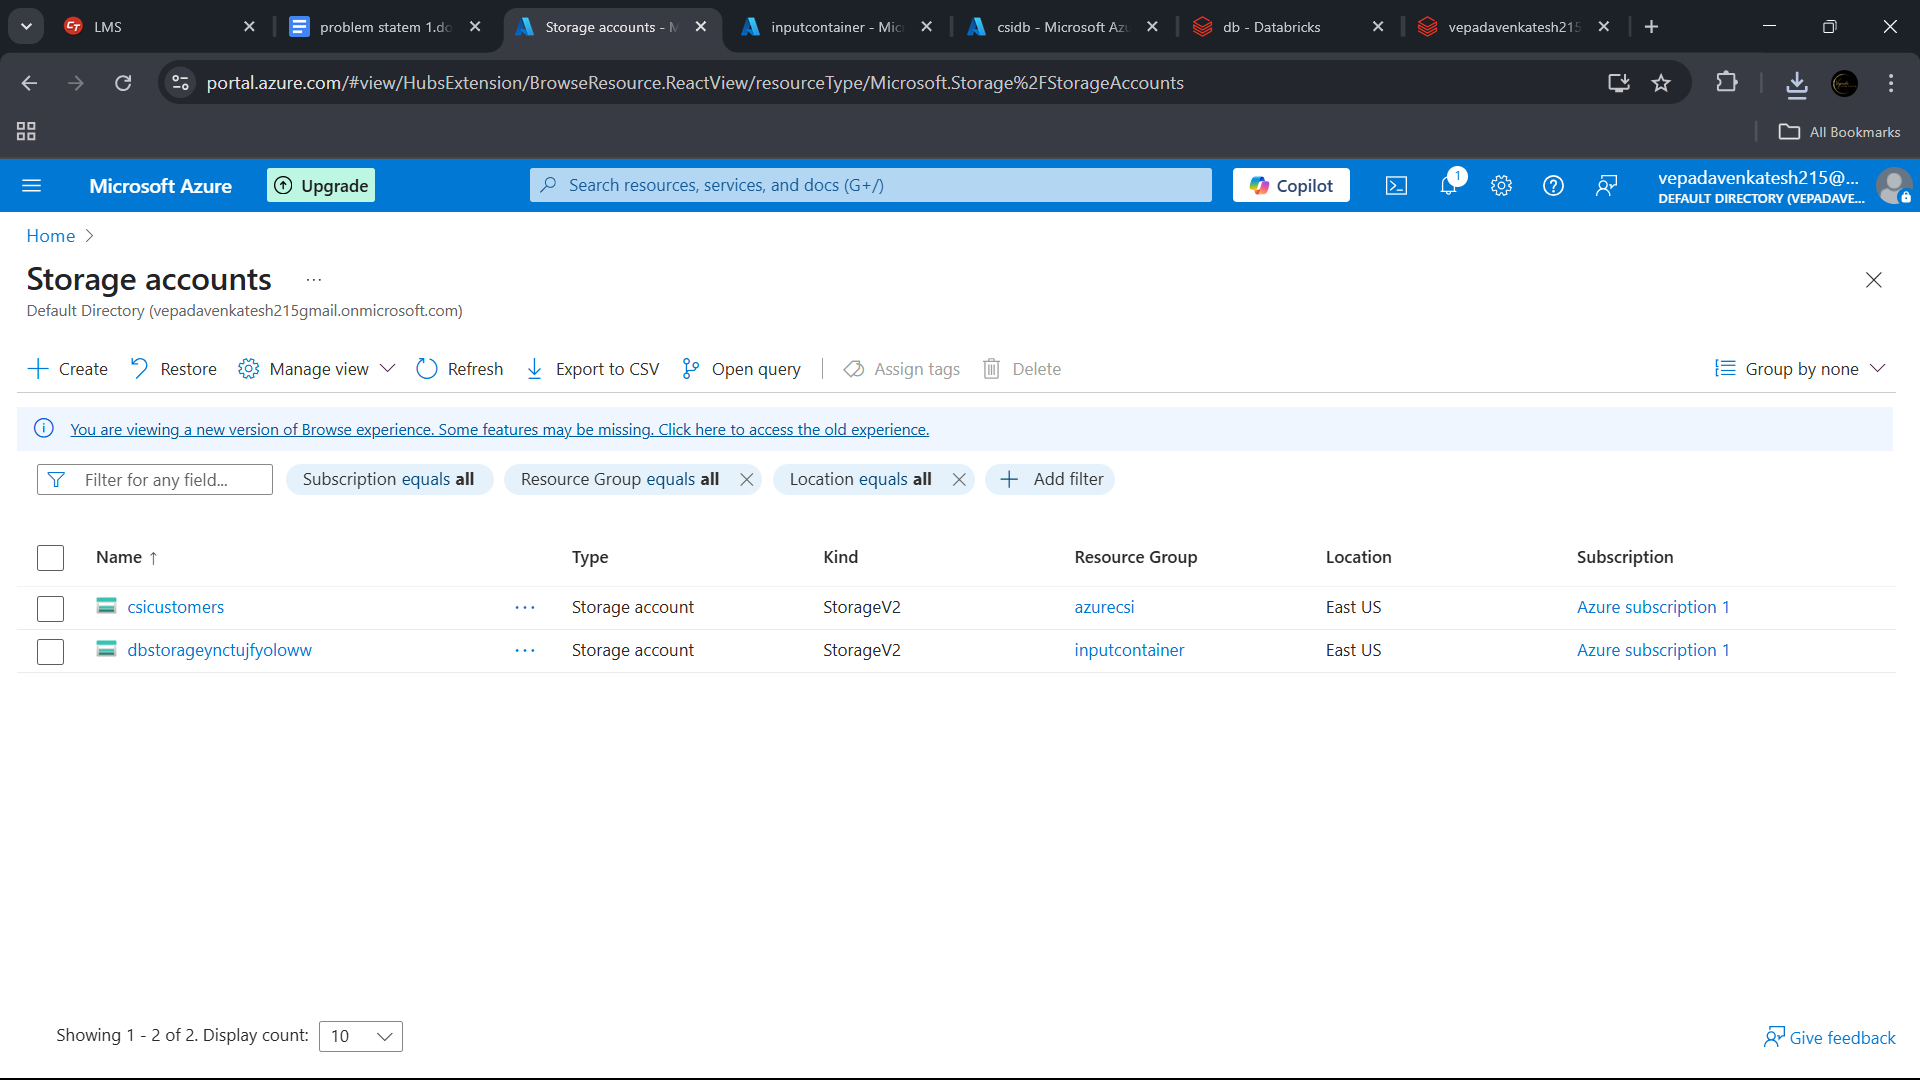 LMS
problem statem 1.do
Storage accounts - M
inputcontainer - Mic
csidb - Microsoft Azu
db - Databricks
vepadavenkatesh215
portal.azure.com/#view/HubsExtension/BrowseResource.ReactView/resourceType/Microsoft.Storage%2FStorageAccounts
All Bookmarks
Microsoft Azure
Upgrade
Search resources, services, and docs (G+/)
Copilot
1
vepadavenkatesh215@...
DEFAULT DIRECTORY (VEPADAVE...
Home
Storage accounts ...
Default Directory (vepadavenkatesh215gmail.onmicrosoft.com)
Create
Restore
Manage view
Refresh
Export to CSV
Open query
Assign tags
Delete
Group by none
You are viewing a new version of Browse experience. Some features may be missing. Click here to access the old experience.
Filter for any field...
Subscription equals all
Resource Group equals all
Location equals all
Add filter
Name ↑ Type Kind Resource Group Location Subscription
csicustomers ... Storage account StorageV2 azurecsi East US Azure subscription 1
dbstorageynctujfyoloww ... Storage account StorageV2 inputcontainer East US Azure subscription 1
Showing 1 - 2 of 2. Display count: 10
Give feedback